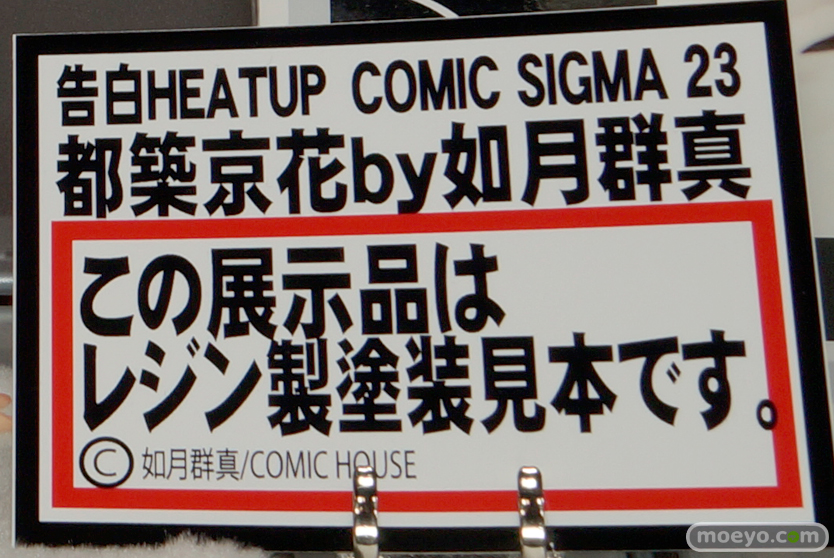 告白HEATUP COMIC SIGMA 23
都築京花by如月群真
この展示品は
レジン製塗装見本です。
©如月群真/COMIC HOUSE
moeyo.com